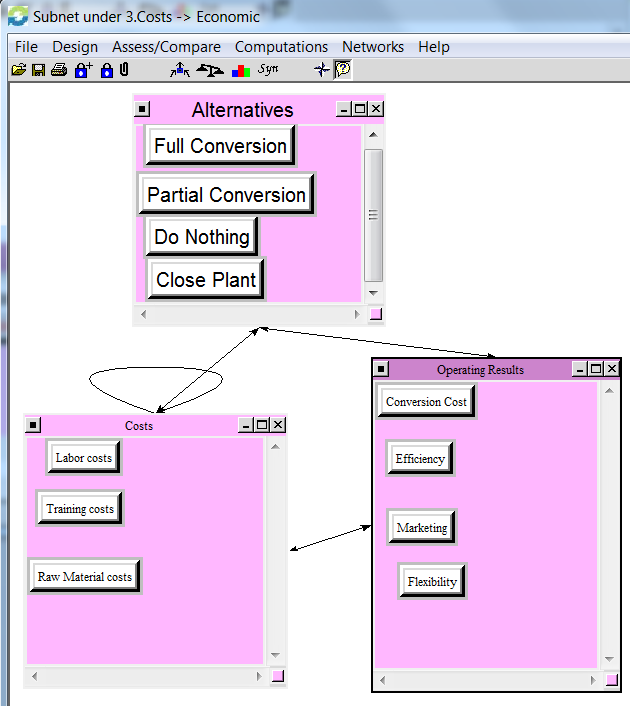 Subnet under 3.Costs -> Economic
File Design Assess/Compare Computations Networks Help
Syn
Alternatives
Full Conversion
Partial Conversion
Do Nothing
Close Plant
Costs
Labor costs
Training costs
Raw Material costs
Operating Results
Conversion Cost
Efficiency
Marketing
Flexibility